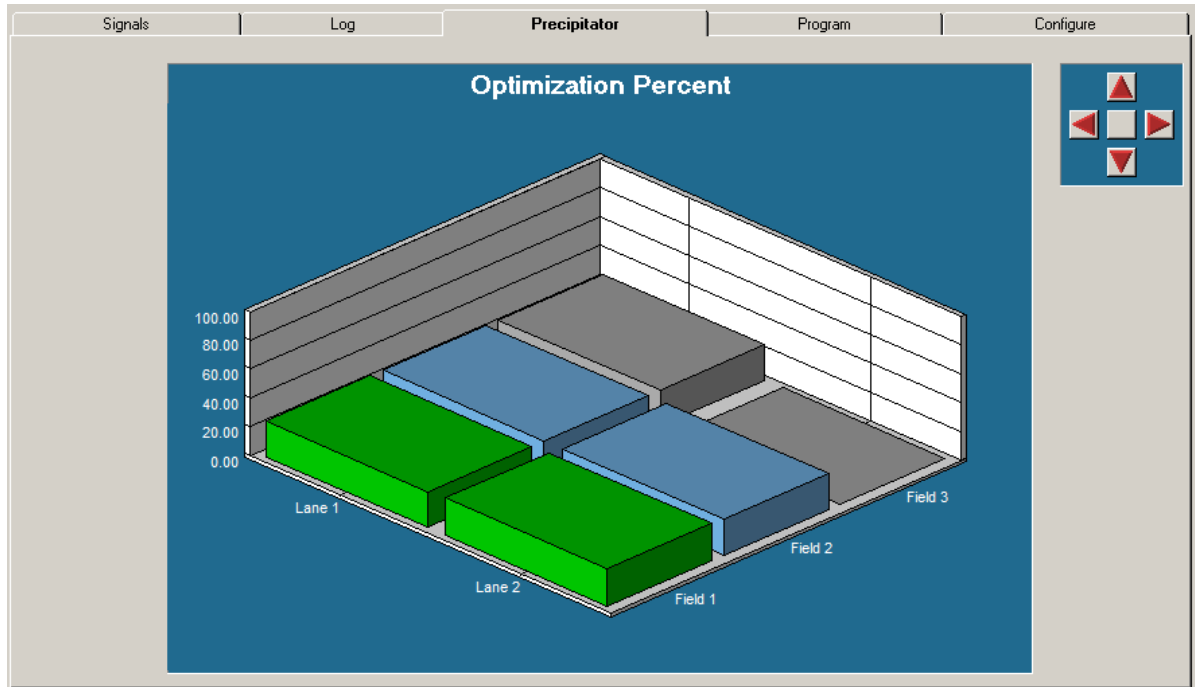 Signals Log Precipitator Program Configure
Optimization Percent
100.00
80.00
60.00
40.00
20.00
0.00
Lane 1
Lane 2
Field 1
Field 2
Field 3